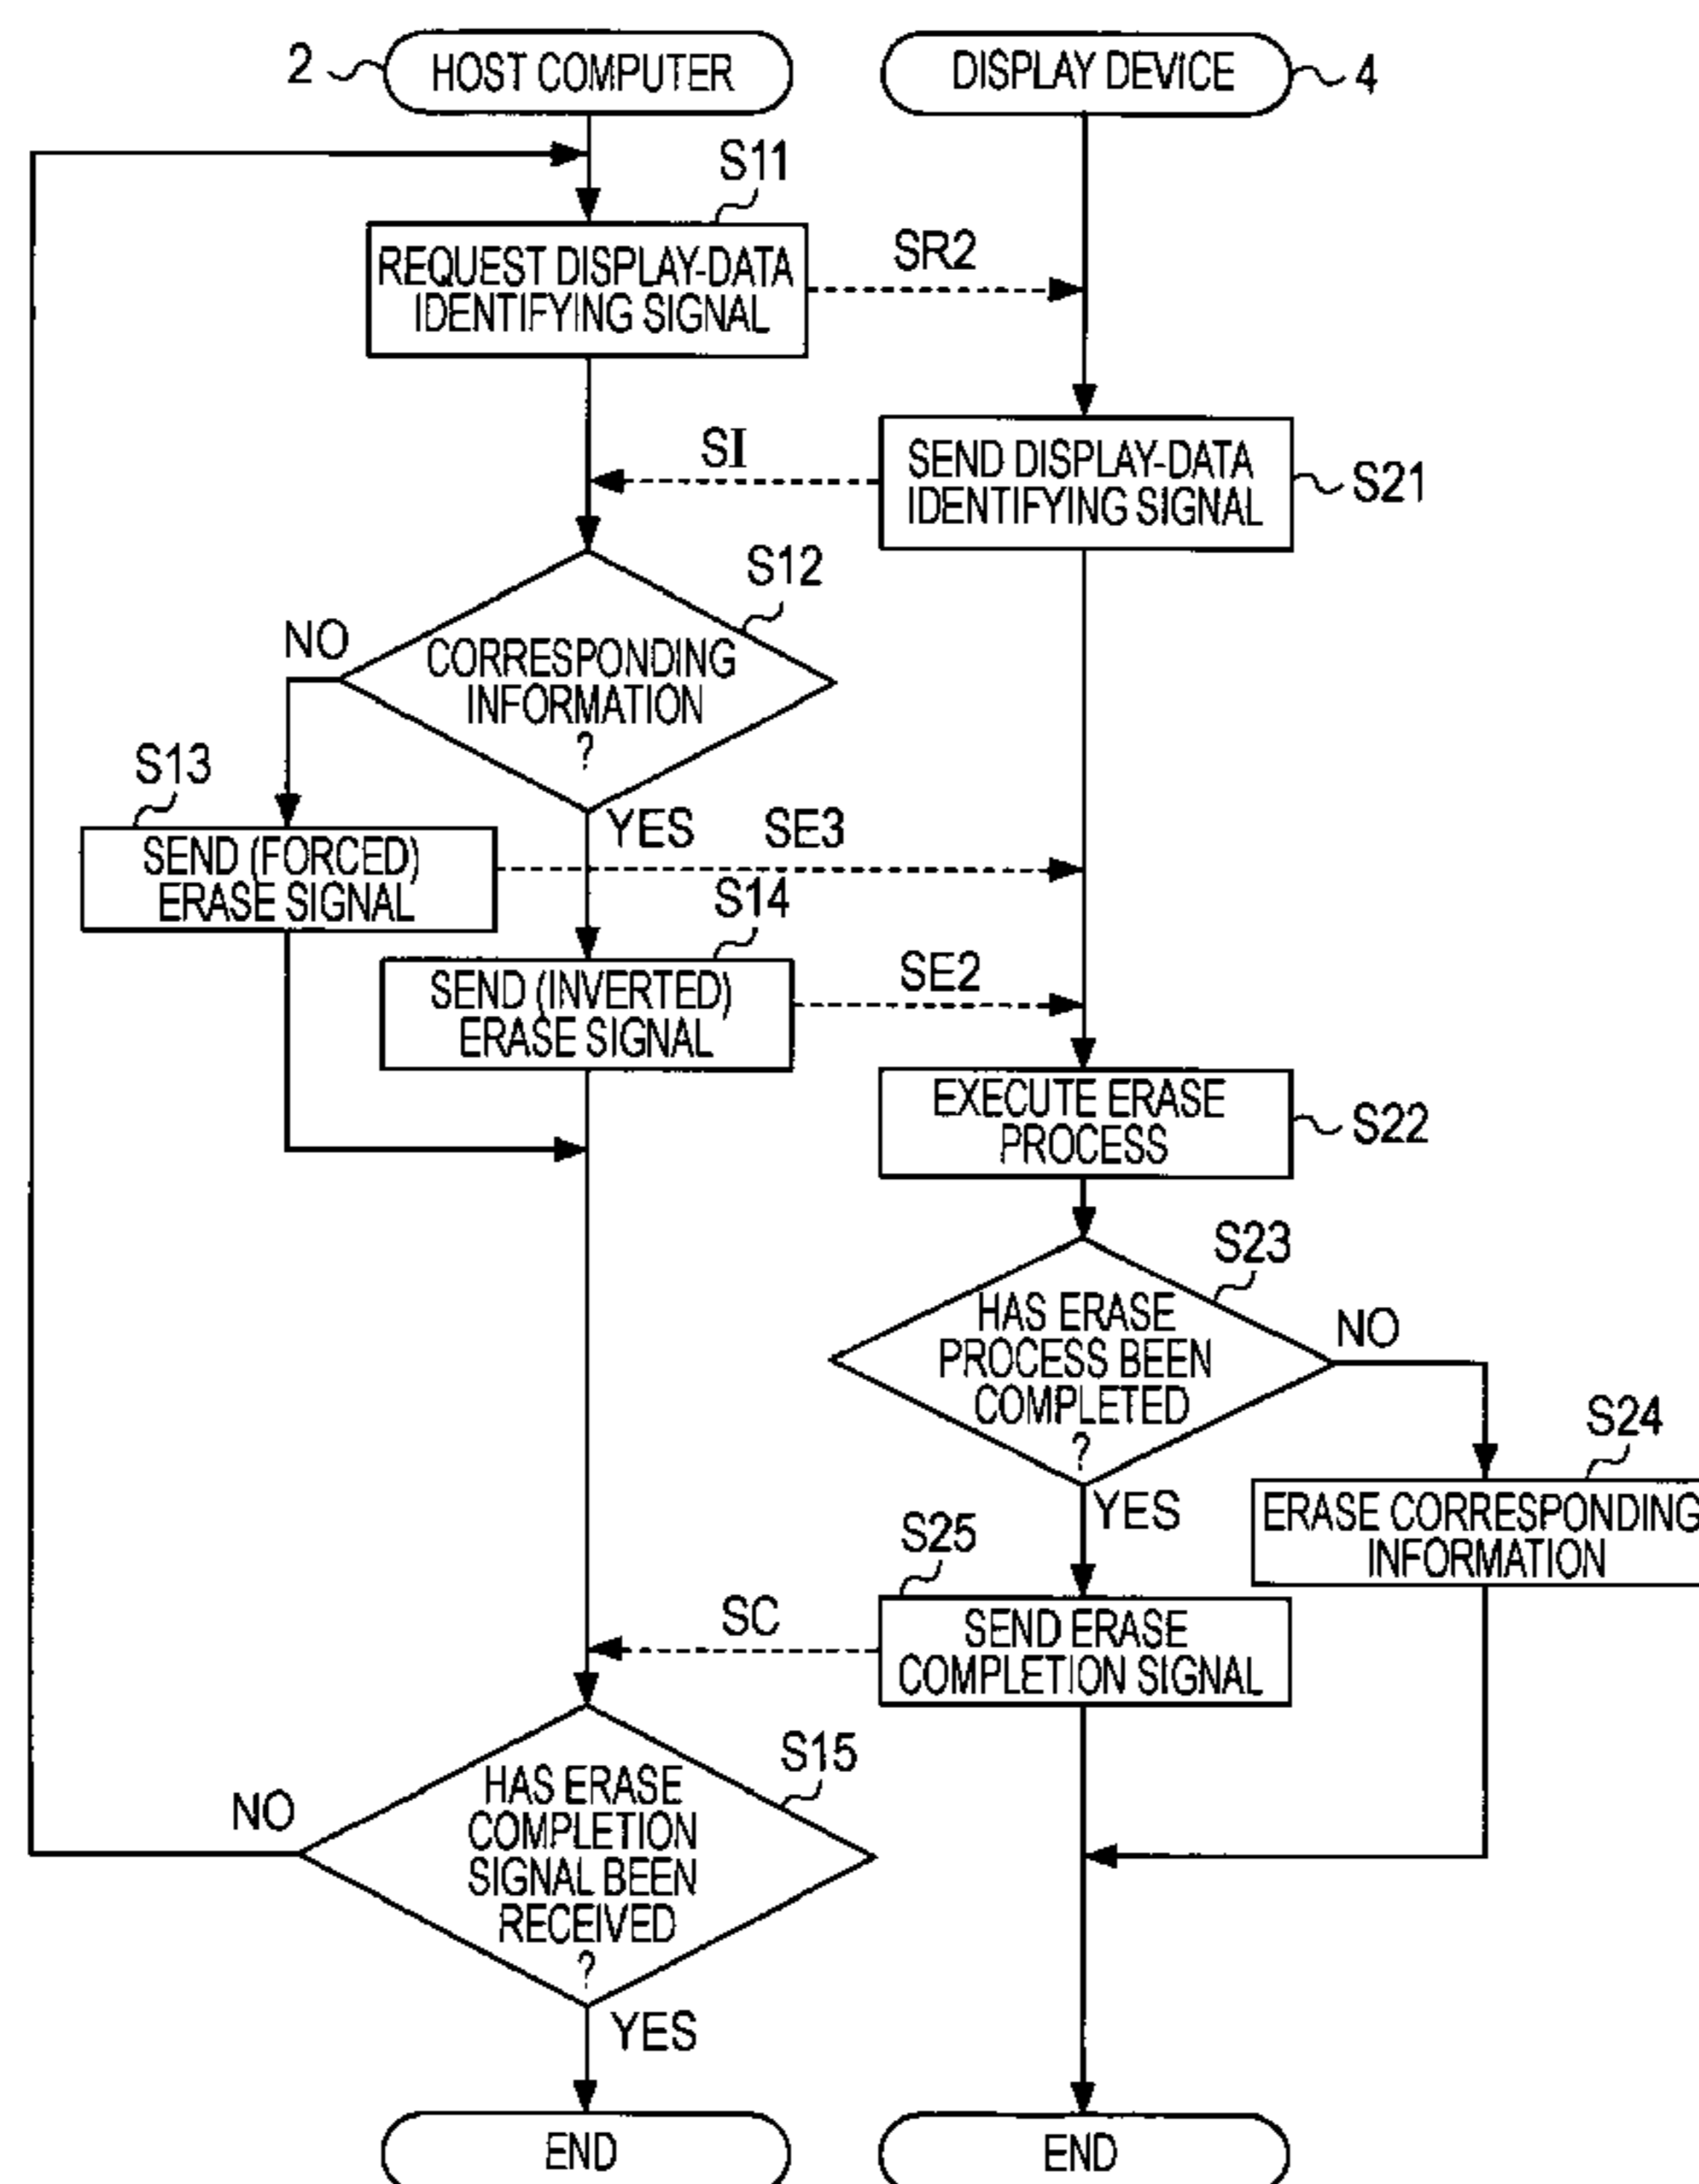 2
HOST COMPUTER
DISPLAY DEVICE
4
S11
REQUEST DISPLAY-DATA
IDENTIFYING SIGNAL
SR2
SI
SEND DISPLAY-DATA
IDENTIFYING SIGNAL
S21
S12
NO
CORRESPONDING
INFORMATION
?
YES
S13
SEND (FORCED)
ERASE SIGNAL
SE3
S14
SEND (INVERTED)
ERASE SIGNAL
SE2
EXECUTE ERASE
PROCESS
S22
S23
HAS ERASE
PROCESS BEEN
COMPLETED
?
NO
YES
S24
ERASE CORRESPONDING
INFORMATION
S25
SEND ERASE
COMPLETION SIGNAL
SC
S15
NO
HAS ERASE
COMPLETION
SIGNAL BEEN
RECEIVED
?
YES
END
END